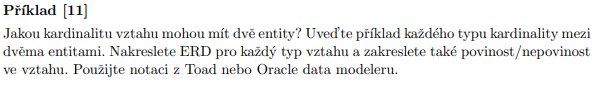 Příklad [11]
Jakou kardinalitu vztahu mohou mít dvě entity? Uveďte příklad každého typu kardinality mezi
dvěma entitami. Nakreslete ERD pro každý typ vztahu a zakreslete také povinost/nepovinost
ve vztahu. Použijte notaci z Toad nebo Oracle data modeleru.